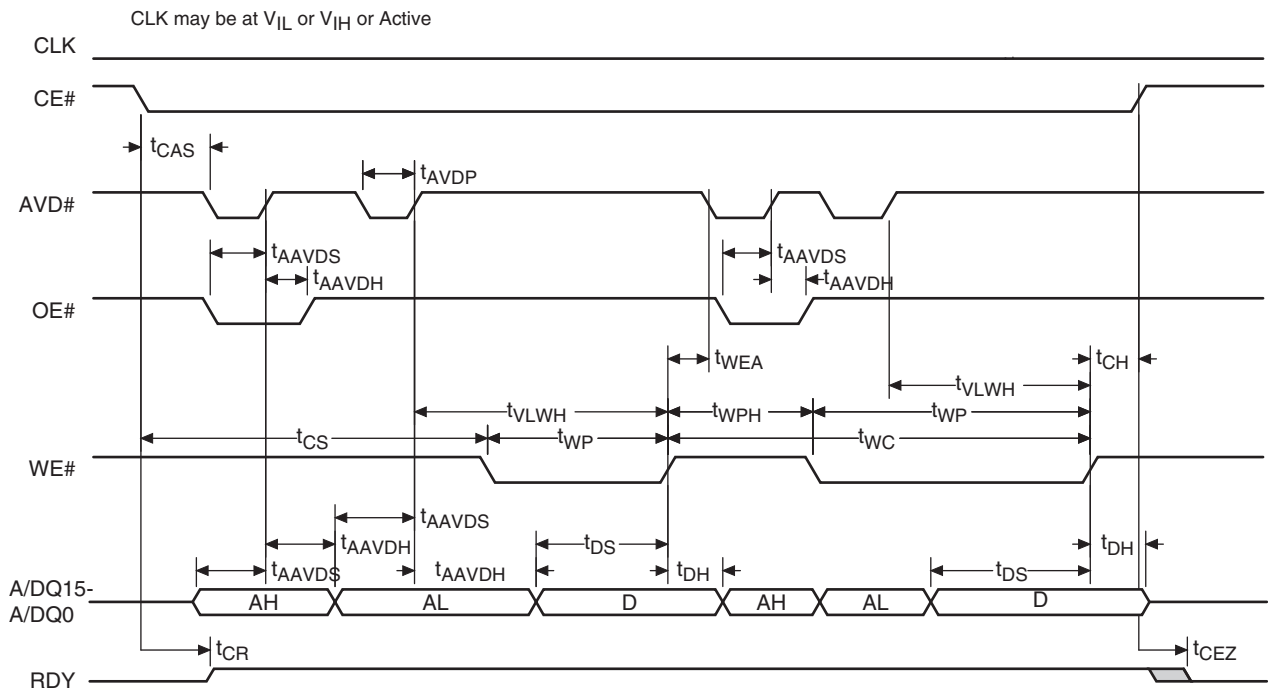 CLK may be at VIL or VIH or Active
CLK
CE#
tCAS
tAVDP
AVD#
tAAVDS
tAAVDS
tAAVDH
tAAVDH
OE#
tWEA
tCH
tVLWH
tVLWH
tWPH
tWP
tCS
tWP
tWC
WE#
tAAVDS
tAAVDH
tDS
tDH
tAAVDS
tAAVDH
tDH
tDS
A/DQ15-
A/DQ0
AH
AL
D
AH
AL
D
tCR
tCEZ
RDY